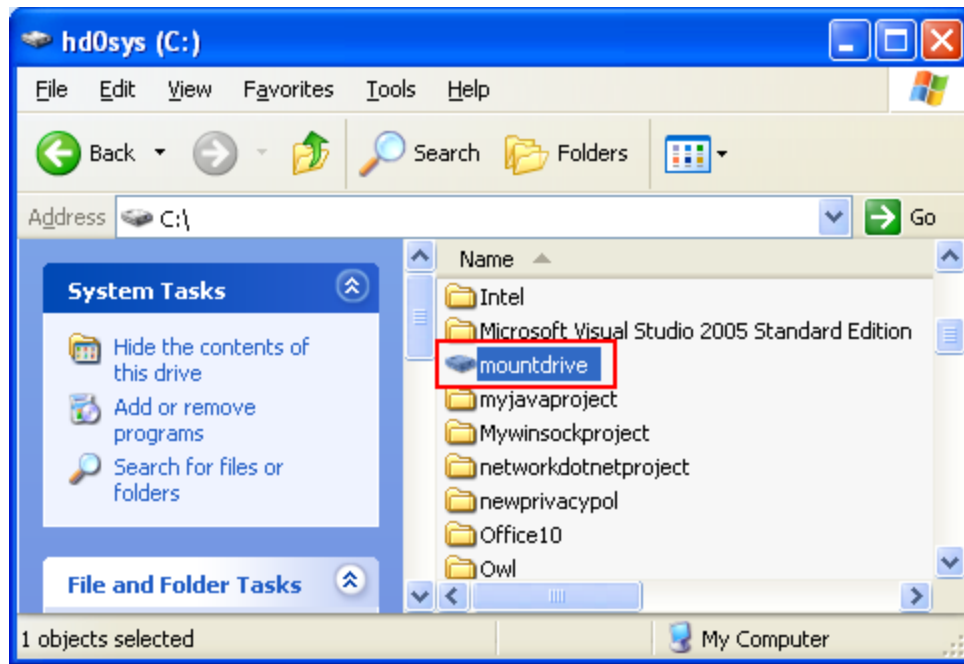 hd0sys (C:)
File Edit View Favorites Tools Help
Back Search Folders
Address C:\ Go
System Tasks
Hide the contents of
this drive
Add or remove
programs
Search for files or
folders
File and Folder Tasks
Name
Intel
Microsoft Visual Studio 2005 Standard Edition
mountdrive
myjavaproject
Mywinsockproject
networkdotnetproject
newprivacypol
Office10
Owl
1 objects selected My Computer